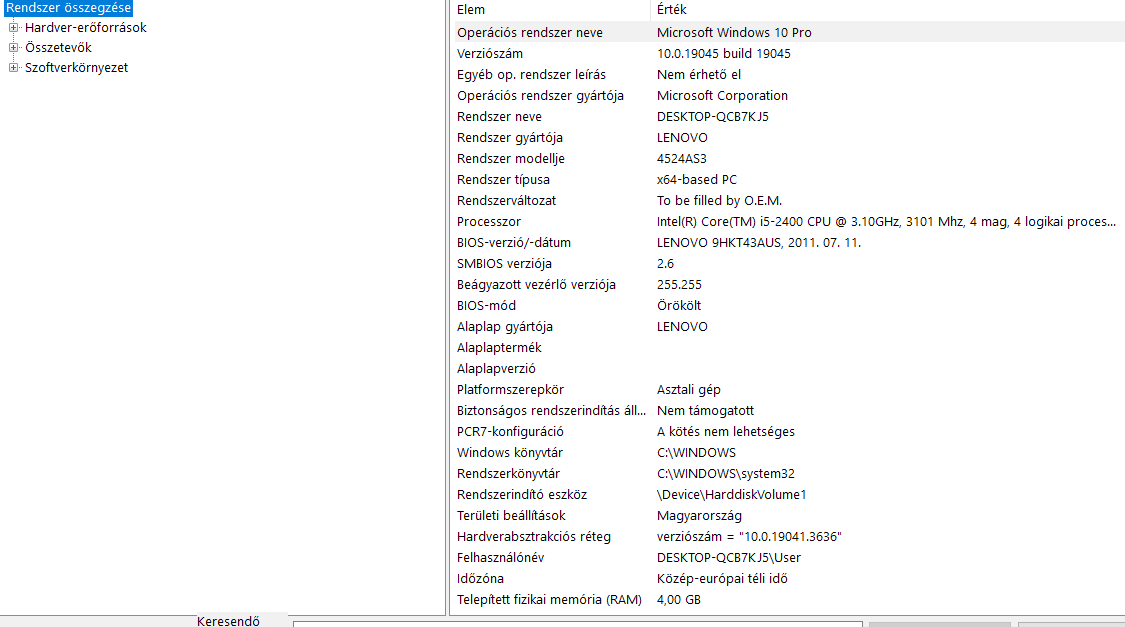 Rendszer összegzése
Hardver-erőforrások
Összetevők
Szoftverkörnyezet
Elem Érték
Operációs rendszer neve Microsoft Windows 10 Pro
Verziószám 10.0.19045 build 19045
Egyéb op. rendszer leírás Nem érhető el
Operációs rendszer gyártója Microsoft Corporation
Rendszer neve DESKTOP-QCB7KJ5
Rendszer gyártója LENOVO
Rendszer modellje 4524AS3
Rendszer típusa x64-based PC
Rendszerváltozat To be filled by O.E.M.
Processzor Intel(R) Core(TM) i5-2400 CPU @ 3.10GHz, 3101 Mhz, 4 mag, 4 logikai proces...
BIOS-verzió/-dátum LENOVO 9HKT43AUS, 2011. 07. 11.
SMBIOS verziója 2.6
Beágyazott vezérlő verziója 255.255
BIOS-mód Örökölt
Alaplap gyártója LENOVO
Alaplaptermék
Alaplapverzió
Platformszerepkör Asztali gép
Biztonságos rendszerindítás áll... Nem támogatott
PCR7-konfiguráció A kötés nem lehetséges
Windows könyvtár C:\WINDOWS
Rendszerkönyvtár C:\WINDOWS\system32
Rendszerindító eszköz \Device\HarddiskVolume1
Területi beállítások Magyarország
Hardverabsztrakciós réteg verziószám = "10.0.19041.3636"
Felhasználónév DESKTOP-QCB7KJ5\User
Időzóna Közép-európai téli idő
Telepített fizikai memória (RAM) 4,00 GB
Keresendő